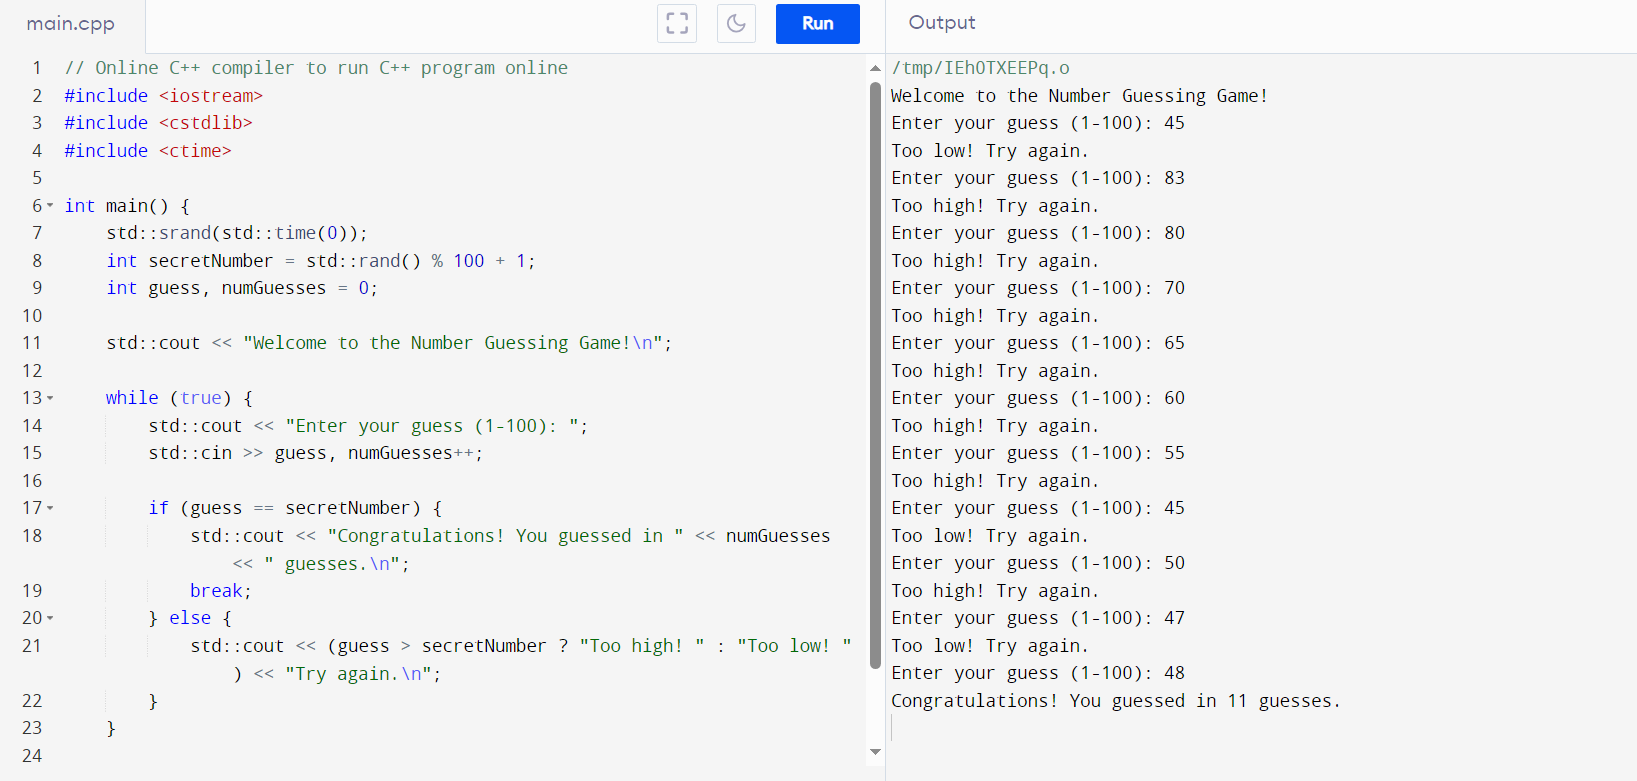 main.cpp
Run
Output
1 // Online C++ compiler to run C++ program online
2 #include <iostream>
3 #include <cstdlib>
4 #include <ctime>
5
6 int main() {
7 std::srand(std::time(0));
8 int secretNumber = std::rand() % 100 + 1;
9 int guess, numGuesses = 0;
10
11 std::cout << "Welcome to the Number Guessing Game!\n";
12
13 while (true) {
14 std::cout << "Enter your guess (1-100): ";
15 std::cin >> guess, numGuesses++;
16
17 if (guess == secretNumber) {
18 std::cout << "Congratulations! You guessed in " << numGuesses
<< " guesses.\n";
19 break;
20 } else {
21 std::cout << (guess > secretNumber ? "Too high! " : "Too low! "
) << "Try again.\n";
22 }
23 }
24
/tmp/IEhOTXEEPq.o
Welcome to the Number Guessing Game!
Enter your guess (1-100): 45
Too low! Try again.
Enter your guess (1-100): 83
Too high! Try again.
Enter your guess (1-100): 80
Too high! Try again.
Enter your guess (1-100): 70
Too high! Try again.
Enter your guess (1-100): 65
Too high! Try again.
Enter your guess (1-100): 60
Too high! Try again.
Enter your guess (1-100): 55
Too high! Try again.
Enter your guess (1-100): 45
Too low! Try again.
Enter your guess (1-100): 50
Too high! Try again.
Enter your guess (1-100): 47
Too low! Try again.
Enter your guess (1-100): 48
Congratulations! You guessed in 11 guesses.